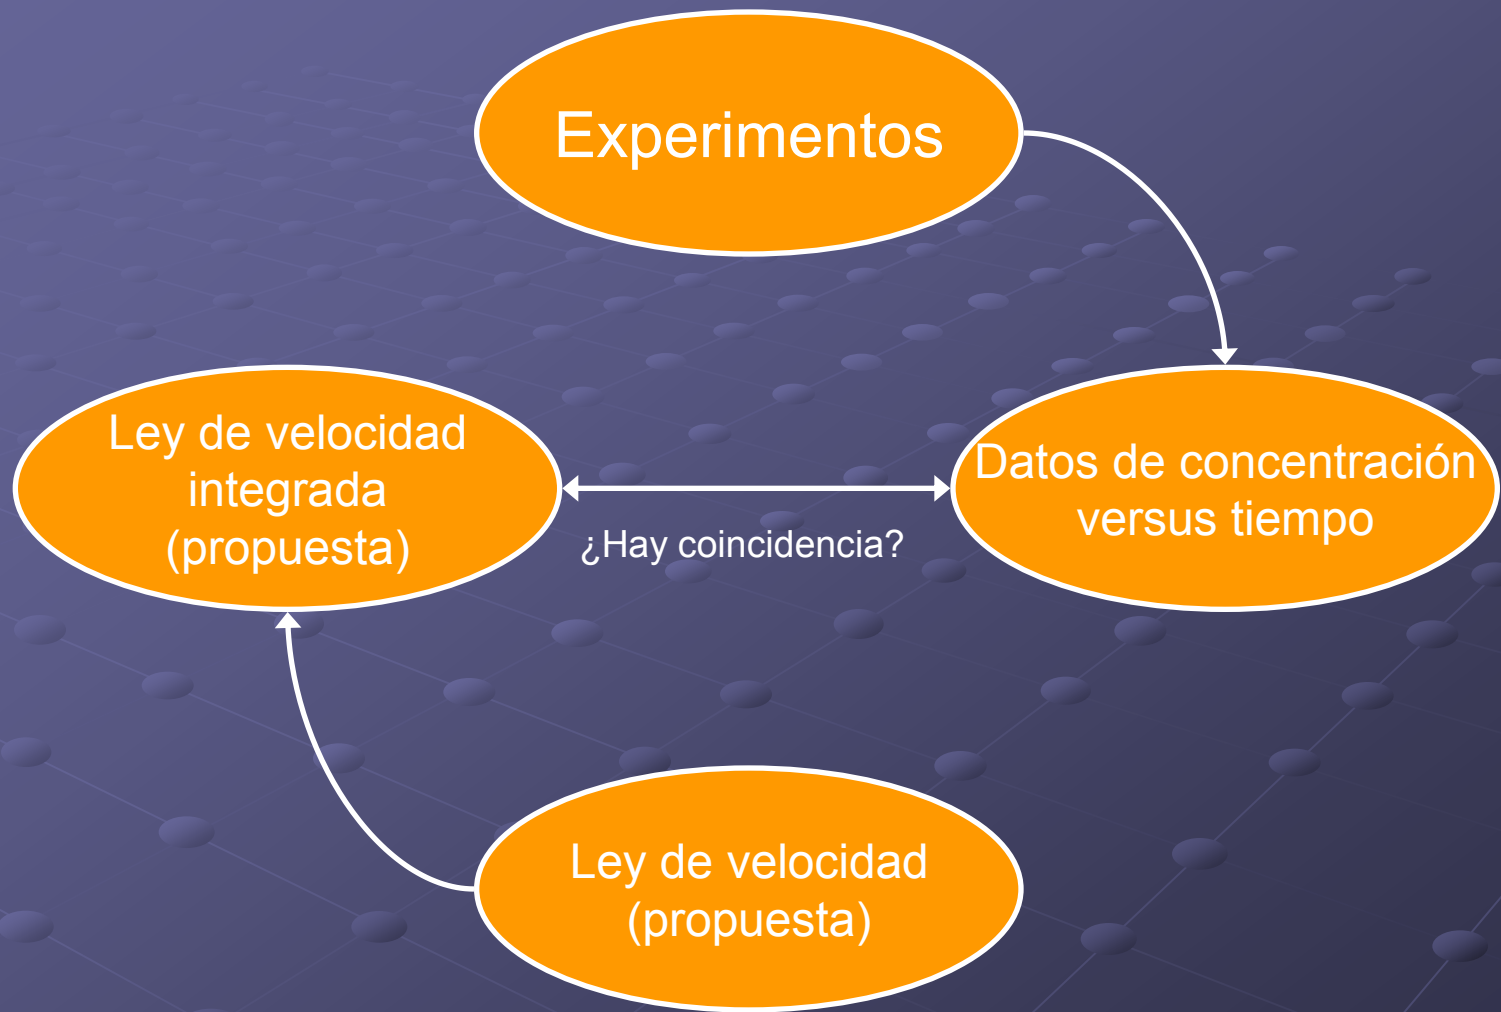 Experimentos
Ley de velocidad
integrada
(propuesta)
¿Hay coincidencia?
Datos de concentración
versus tiempo
Ley de velocidad
(propuesta)